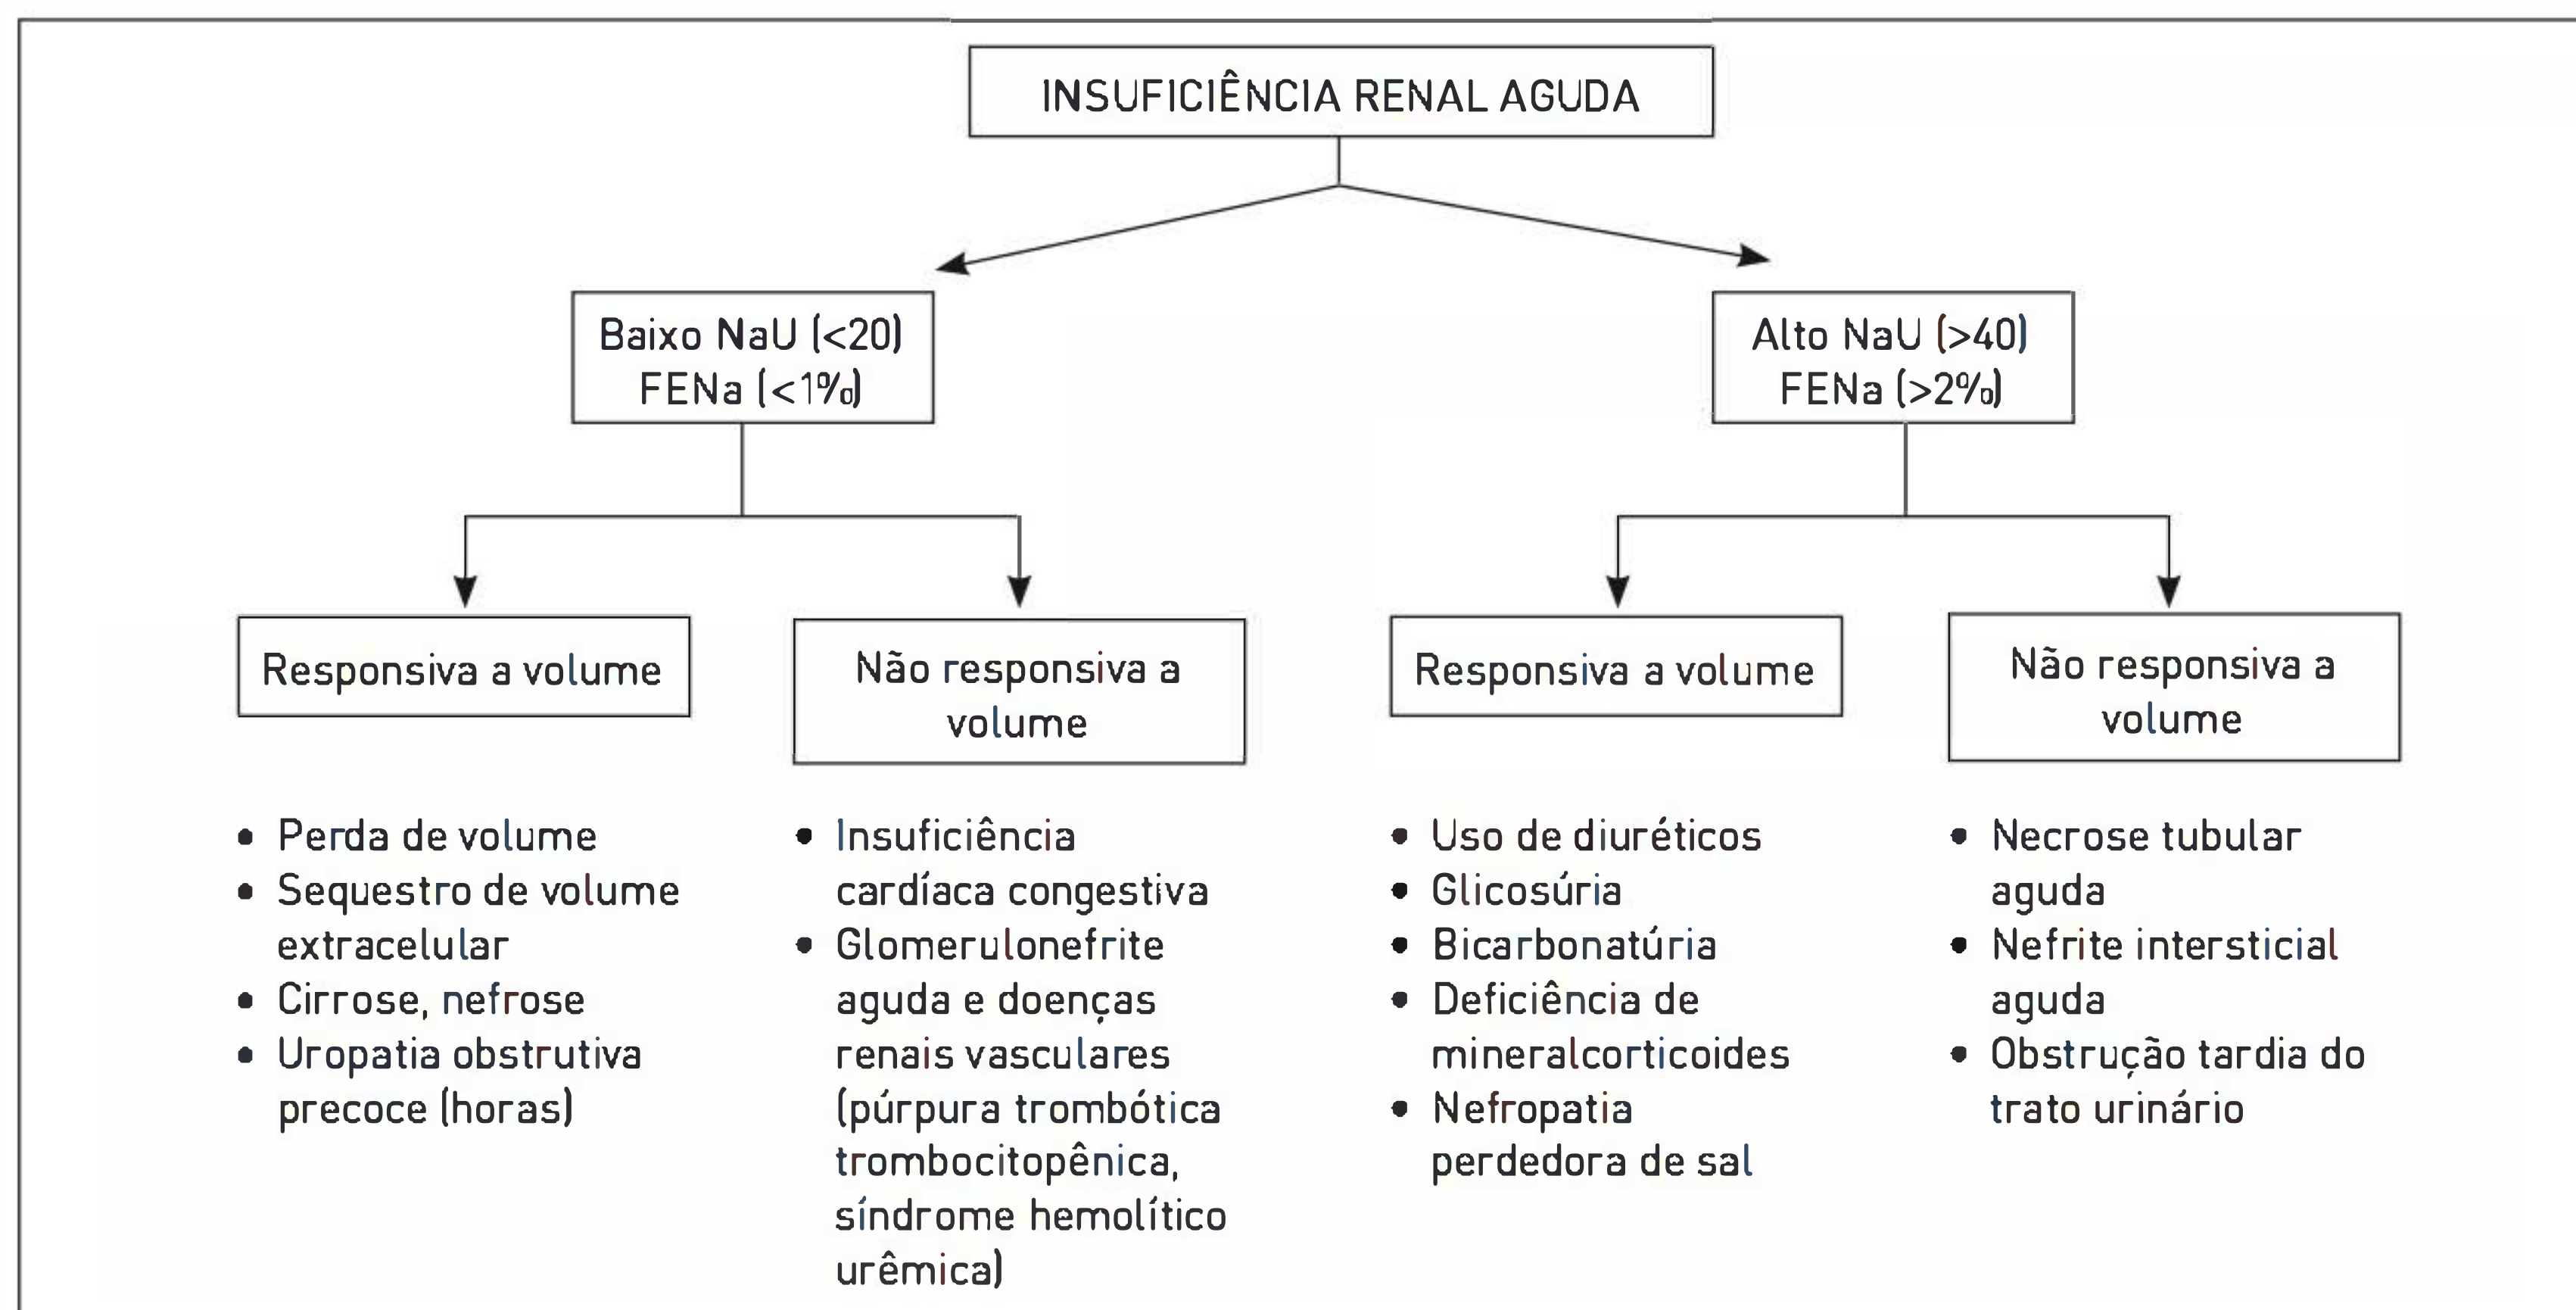 INSUFICIÊNCIA RENAL AGUDA
Baixo NaU (<20)
FENa (<1%)
Alto NaU (>40)
FENa (>2%)
Responsiva a volume
Não responsiva a
volume
Responsiva a volume
Não responsiva a
volume
• Perda de volume
• Sequestro de volume
extracelular
• Cirrose, nefrose
• Uropatia obstrutiva
precoce (horas)
• Insuficiência
cardíaca congestiva
• Glomerulonefrite
aguda e doenças
renais vasculares
(púrpura trombótica
trombocitopênica,
síndrome hemolítico
urêmica)
• Uso de diuréticos
• Glicosúria
• Bicarbonatúria
• Deficiência de
mineralcorticoides
• Nefropatia
perdedora de sal
• Necrose tubular
aguda
• Nefrite intersticial
aguda
• Obstrução tardia do
trato urinário